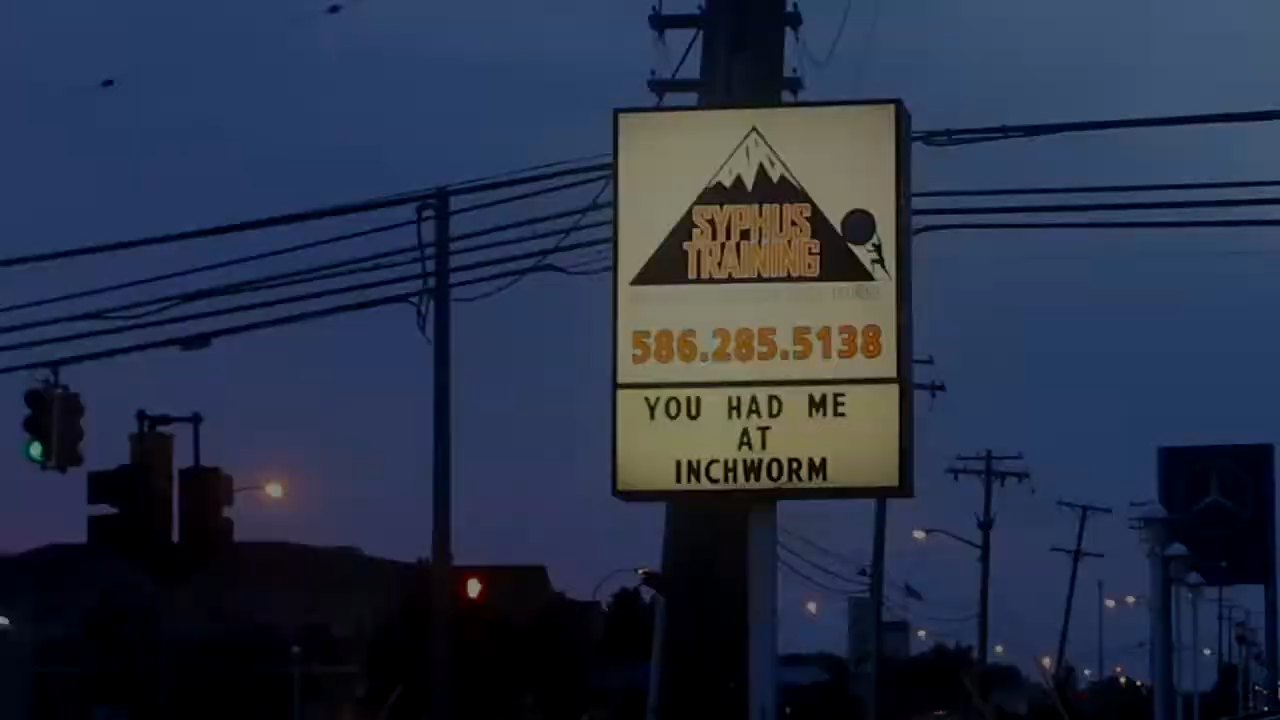 SYPHUS
TRAINING
586.285.5138
YOU HAD ME
AT
INCHWORM